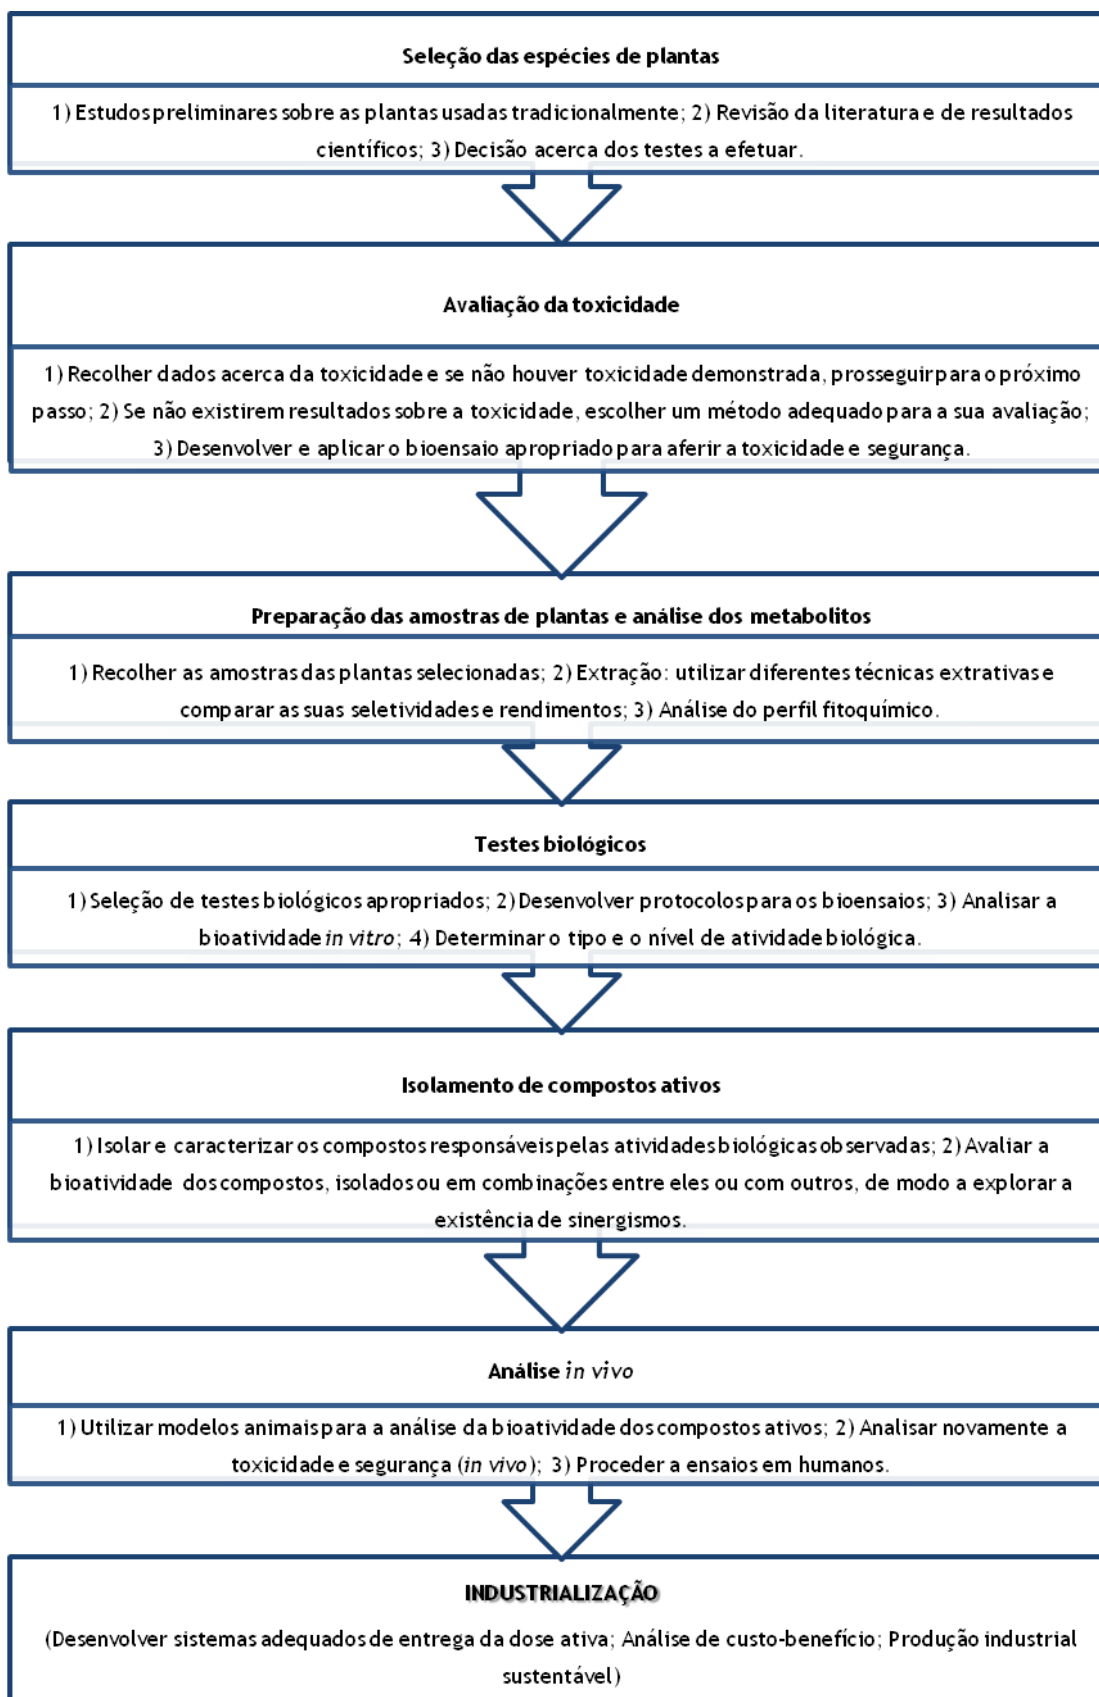 Seleção das espécies de plantas
1) Estudos preliminares sobre as plantas usadas tradicionalmente; 2) Revisão da literatura e de resultados
científicos; 3) Decisão acerca dos testes a efetuar.
Avaliação da toxicidade
1) Recolher dados acerca da toxicidade e se não houver toxicidade demonstrada, prosseguir para o próximo
passo; 2) Se não existirem resultados sobre a toxicidade, escolher um método adequado para a sua avaliação;
3) Desenvolver e aplicar o bioensaio apropriado para aferir a toxicidade e segurança.
Preparação das amostras de plantas e análise dos metabolitos
1) Recolher as amostras das plantas selecionadas; 2) Extração: utilizar diferentes técnicas extrativas e
comparar as suas seletividades e rendimentos; 3) Análise do perfil fitoquímico.
Testes biológicos
1) Seleção de testes biológicos apropriados; 2) Desenvolver protocolos para os bioensaios; 3) Analisar a
bioatividade in vitro; 4) Determinar o tipo e o nível de atividade biológica.
Isolamento de compostos ativos
1) Isolar e caracterizar os compostos responsáveis pelas atividades biológicas observadas; 2) Avaliar a
bioatividade dos compostos, isolados ou em combinações entre eles ou com outros, de modo a explorar a
existência de sinergismos.
Análise in vivo
1) Utilizar modelos animais para a análise da bioatividade dos compostos ativos; 2) Analisar novamente a
toxicidade e segurança (in vivo); 3) Proceder a ensaios em humanos.
INDUSTRIALIZAÇÃO
(Desenvolver sistemas adequados de entrega da dose ativa; Análise de custo-benefício; Produção industrial
sustentável)